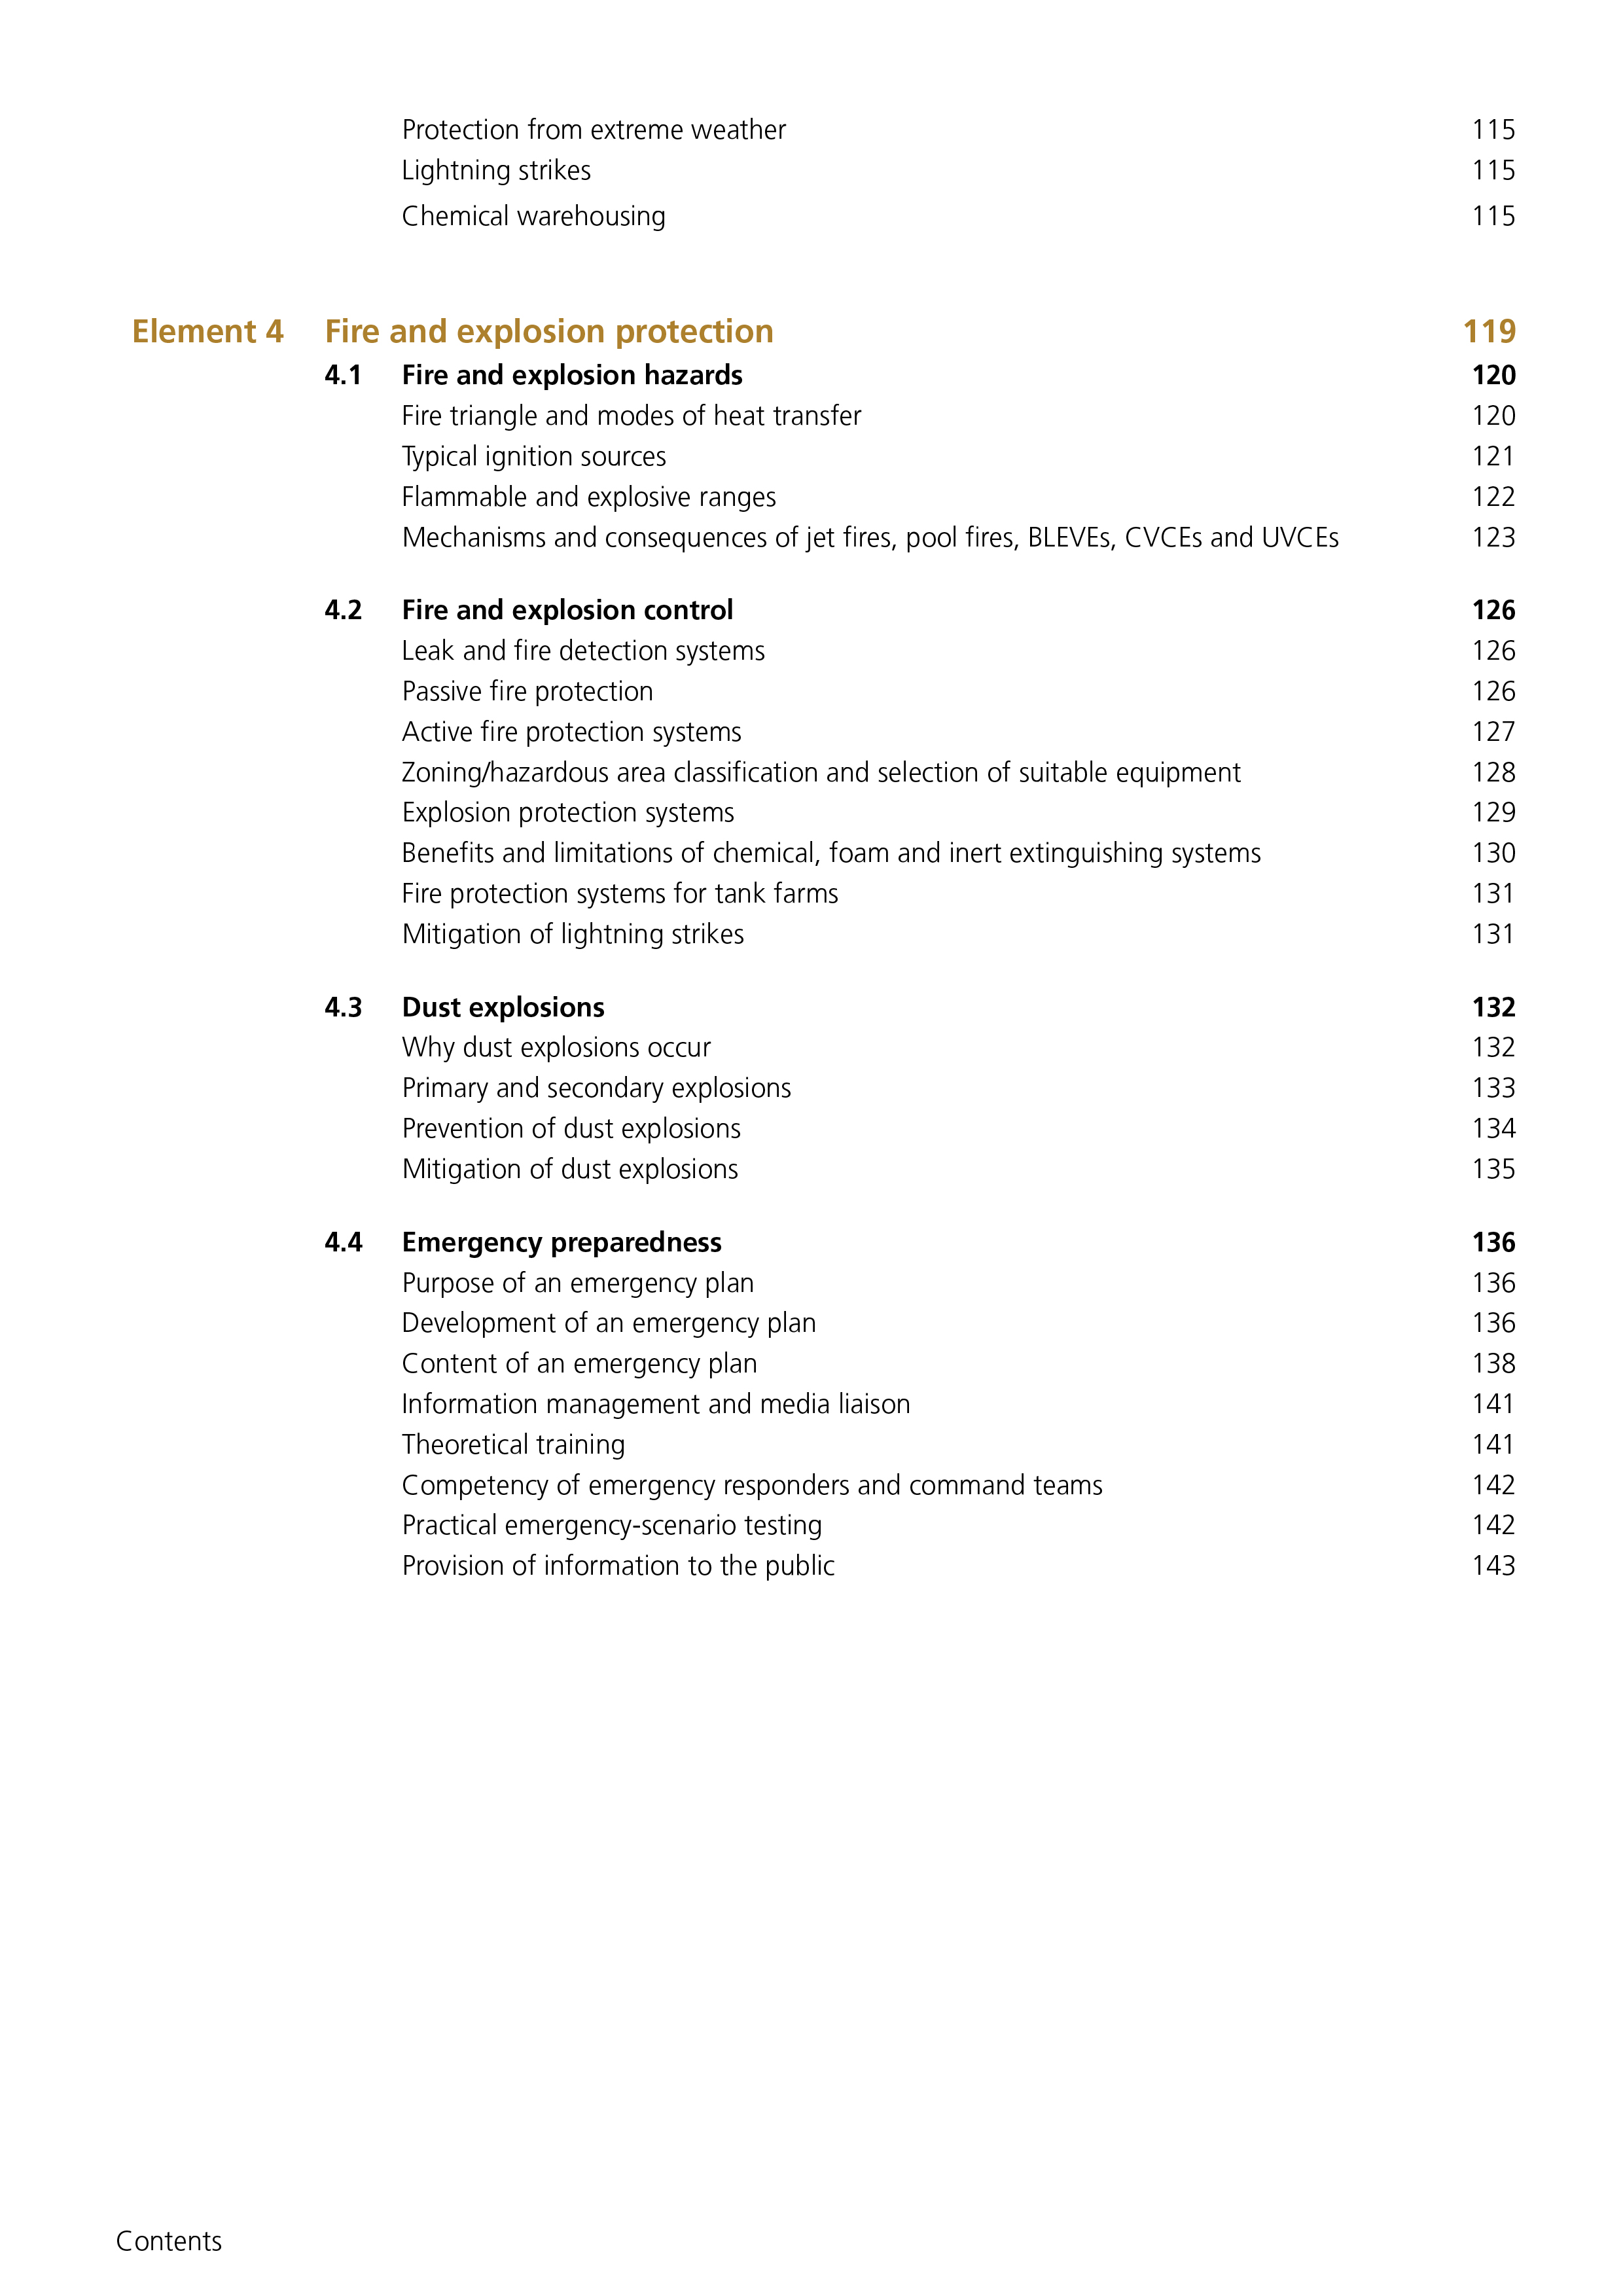 Protection from extreme weather 115
Lightning strikes 115
Chemical warehousing 115
Element 4 Fire and explosion protection 119
4.1 Fire and explosion hazards 120
Fire triangle and modes of heat transfer 120
Typical ignition sources 121
Flammable and explosive ranges 122
Mechanisms and consequences of jet fires, pool fires, BLEVEs, CVCEs and UVCEs 123
4.2 Fire and explosion control 126
Leak and fire detection systems 126
Passive fire protection 126
Active fire protection systems 127
Zoning/hazardous area classification and selection of suitable equipment 128
Explosion protection systems 129
Benefits and limitations of chemical, foam and inert extinguishing systems 130
Fire protection systems for tank farms 131
Mitigation of lightning strikes 131
4.3 Dust explosions 132
Why dust explosions occur 132
Primary and secondary explosions 133
Prevention of dust explosions 134
Mitigation of dust explosions 135
4.4 Emergency preparedness 136
Purpose of an emergency plan 136
Development of an emergency plan 136
Content of an emergency plan 138
Information management and media liaison 141
Theoretical training 141
Competency of emergency responders and command teams 142
Practical emergency-scenario testing 142
Provision of information to the public 143
Contents